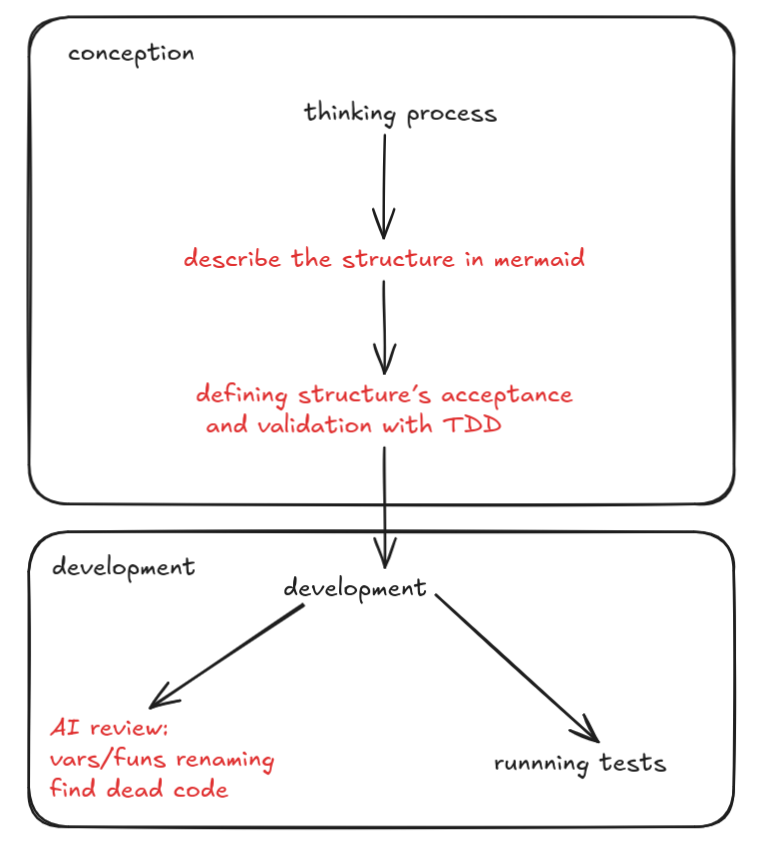 conception
thinking process
describe the structure in mermaid
defining structure's acceptance
and validation with TDD
development
development
AI review:
vars/funs renaming
find dead code
runnning tests